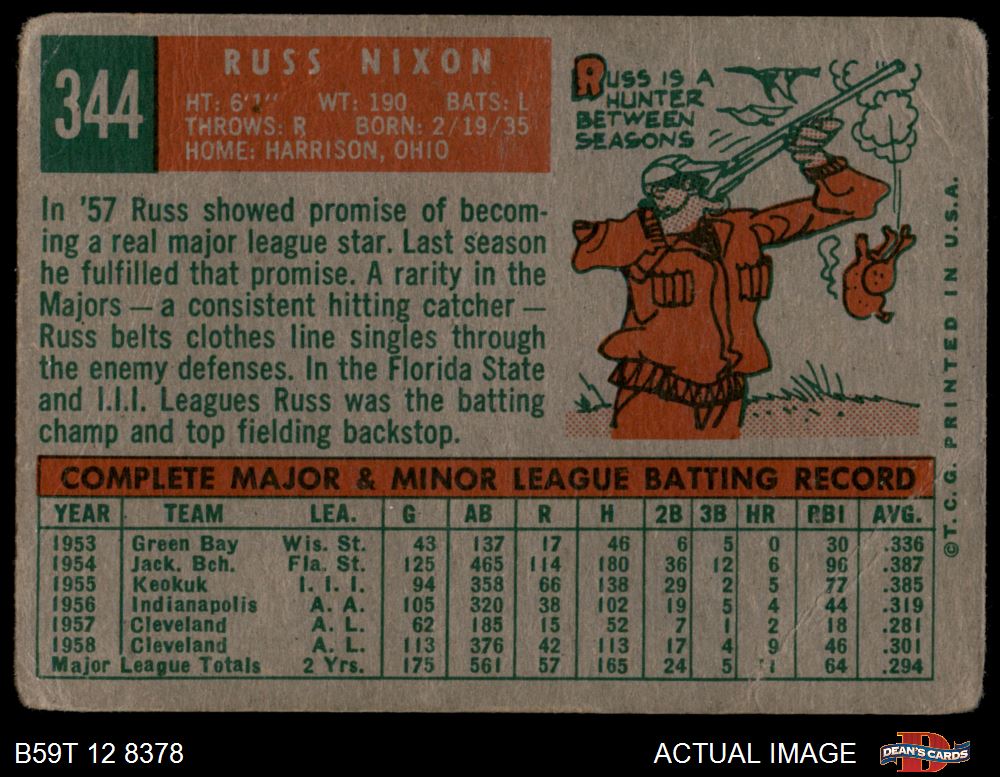 344
RUSS NIXON
HT: 6'1" WT: 190 BATS: L
THROWS: R BORN: 2/19/35
HOME: HARRISON, OHIO
RUSS IS A
HUNTER
BETWEEN
SEASONS
In '57 Russ showed promise of becom-
ing a real major league star. Last season
he fulfilled that promise. A rarity in the
Majors — a consistent hitting catcher —
Russ belts clothes line singles through
the enemy defenses. In the Florida State
and I.I.I. Leagues Russ was the batting
champ and top fielding backstop.
©T.C.G. PRINTED IN U.S.A.
COMPLETE MAJOR & MINOR LEAGUE BATTING RECORD
YEAR TEAM LEA. G AB R H 2B 3B HR RBI AVG.
1953 Green Bay Wis. St. 43 137 17 46 6 5 0 30 .336
1954 Jack. Bch. Fla. St. 125 465 114 180 36 12 6 96 .387
1955 Keokuk I. I. I. 94 358 66 138 29 2 5 77 .385
1956 Indianapolis A. A. 105 320 38 102 19 5 4 44 .319
1957 Cleveland A. L. 62 185 15 52 7 1 2 18 .281
1958 Cleveland A. L. 113 376 42 113 17 4 9 46 .301
Major League Totals 2 Yrs. 175 561 57 165 24 5 11 64 .294
B59T 12 8378
ACTUAL IMAGE
DEAN'S CARDS